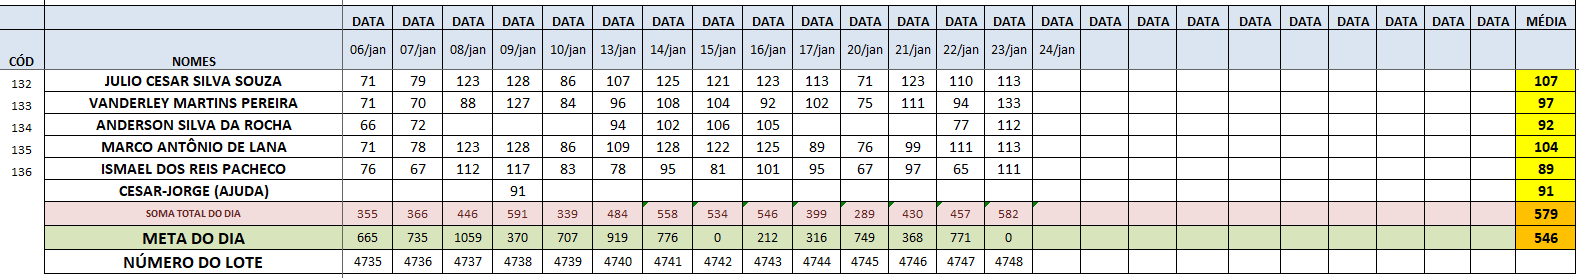 DATA DATA DATA DATA DATA DATA DATA DATA DATA DATA DATA DATA DATA DATA DATA DATA DATA DATA DATA DATA DATA DATA DATA DATA MÉDIA
CÓD NOMES 06/jan 07/jan 08/jan 09/jan 10/jan 13/jan 14/jan 15/jan 16/jan 17/jan 20/jan 21/jan 22/jan 23/jan 24/jan
132 JULIO CESAR SILVA SOUZA 71 79 123 128 86 107 125 121 123 113 71 123 110 113 107
133 VANDERLEY MARTINS PEREIRA 71 70 88 127 84 96 108 104 92 102 75 111 94 133 97
134 ANDERSON SILVA DA ROCHA 66 72 94 102 106 105 77 112 92
135 MARCO ANTÔNIO DE LANA 71 78 123 128 86 109 128 122 125 89 76 99 111 113 104
136 ISMAEL DOS REIS PACHECO 76 67 112 117 83 78 95 81 101 95 67 97 65 111 89
CESAR-JORGE (AJUDA) 91 91
SOMA TOTAL DO DIA 355 366 446 591 339 484 558 534 546 399 289 430 457 582 579
META DO DIA 665 735 1059 370 707 919 776 0 212 316 749 368 771 0 546
NÚMERO DO LOTE 4735 4736 4737 4738 4739 4740 4741 4742 4743 4744 4745 4746 4747 4748